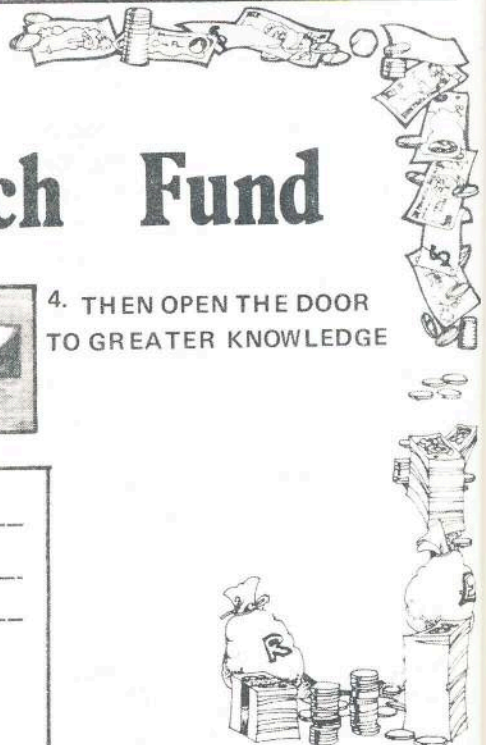 ch Fund
4. THEN OPEN THE DOOR
TO GREATER KNOWLEDGE
$
R